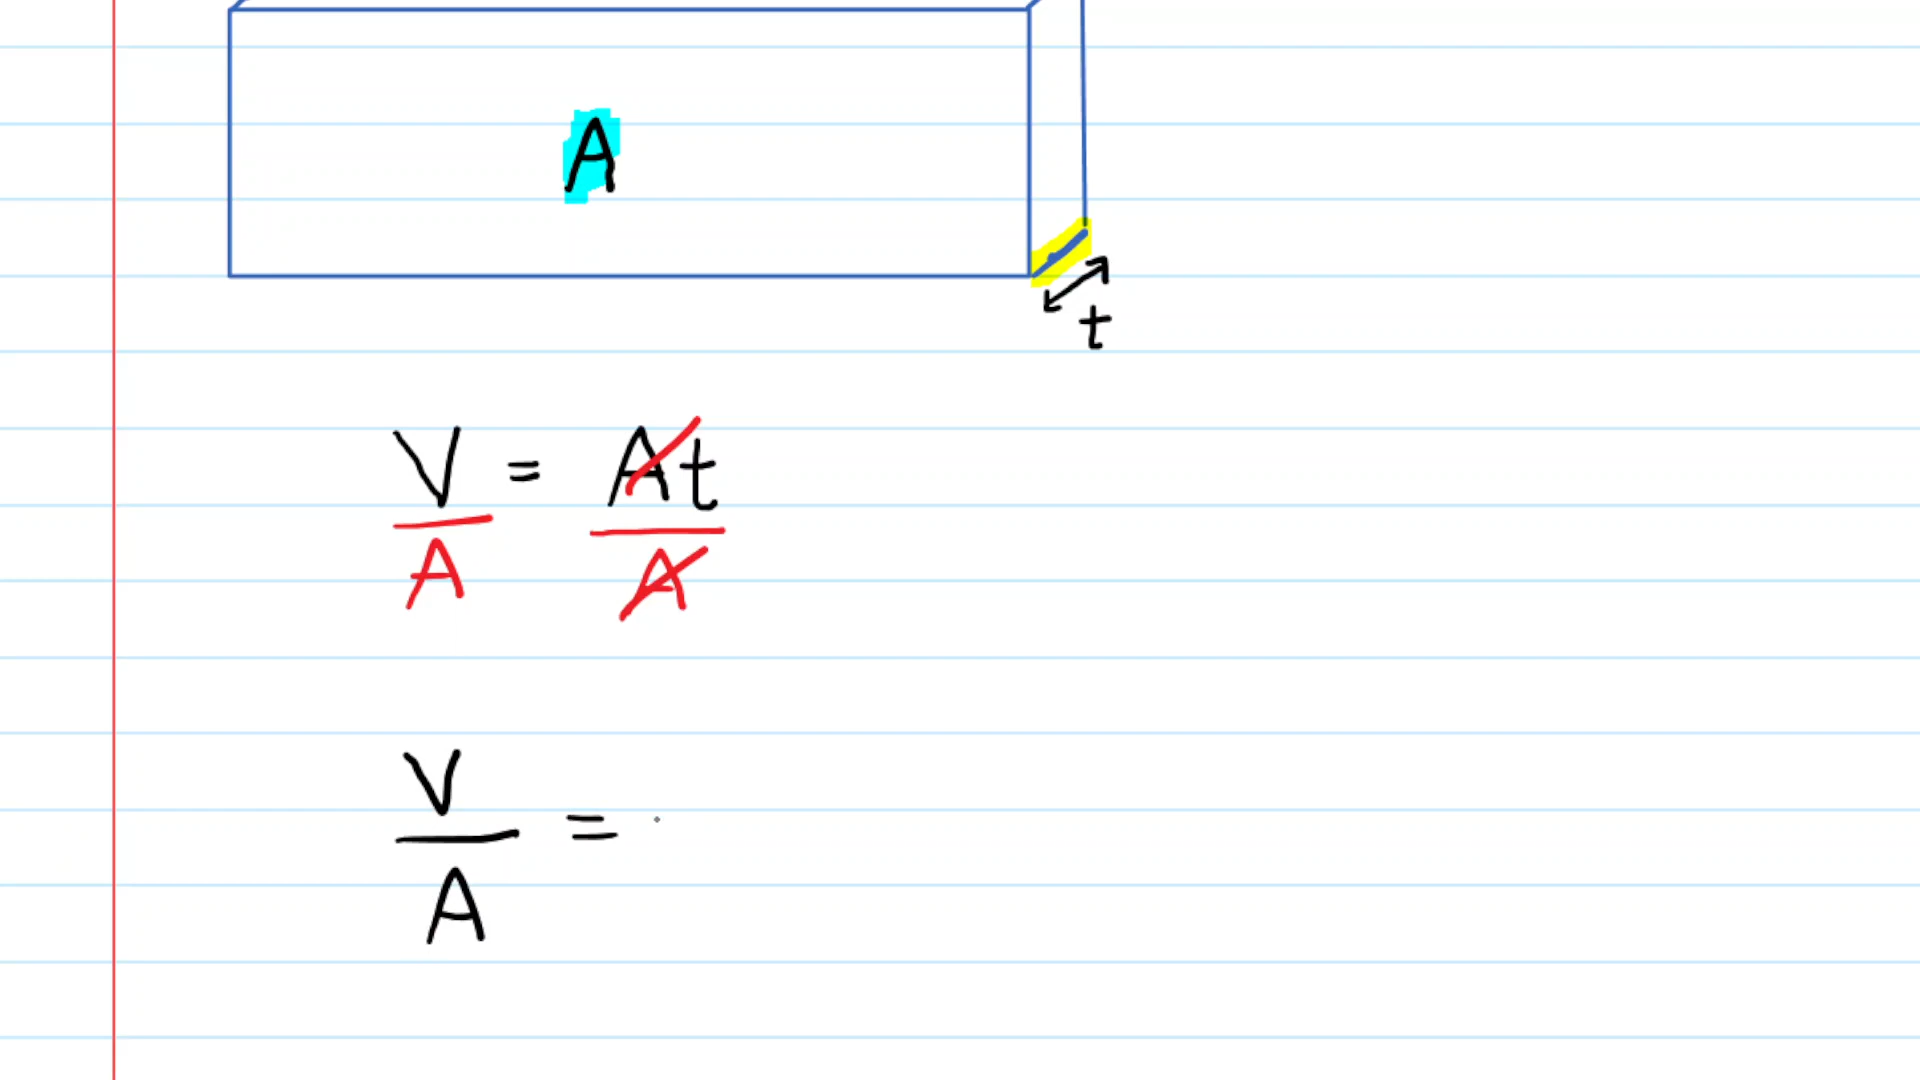 A
t
V = At
A A
V
=
A